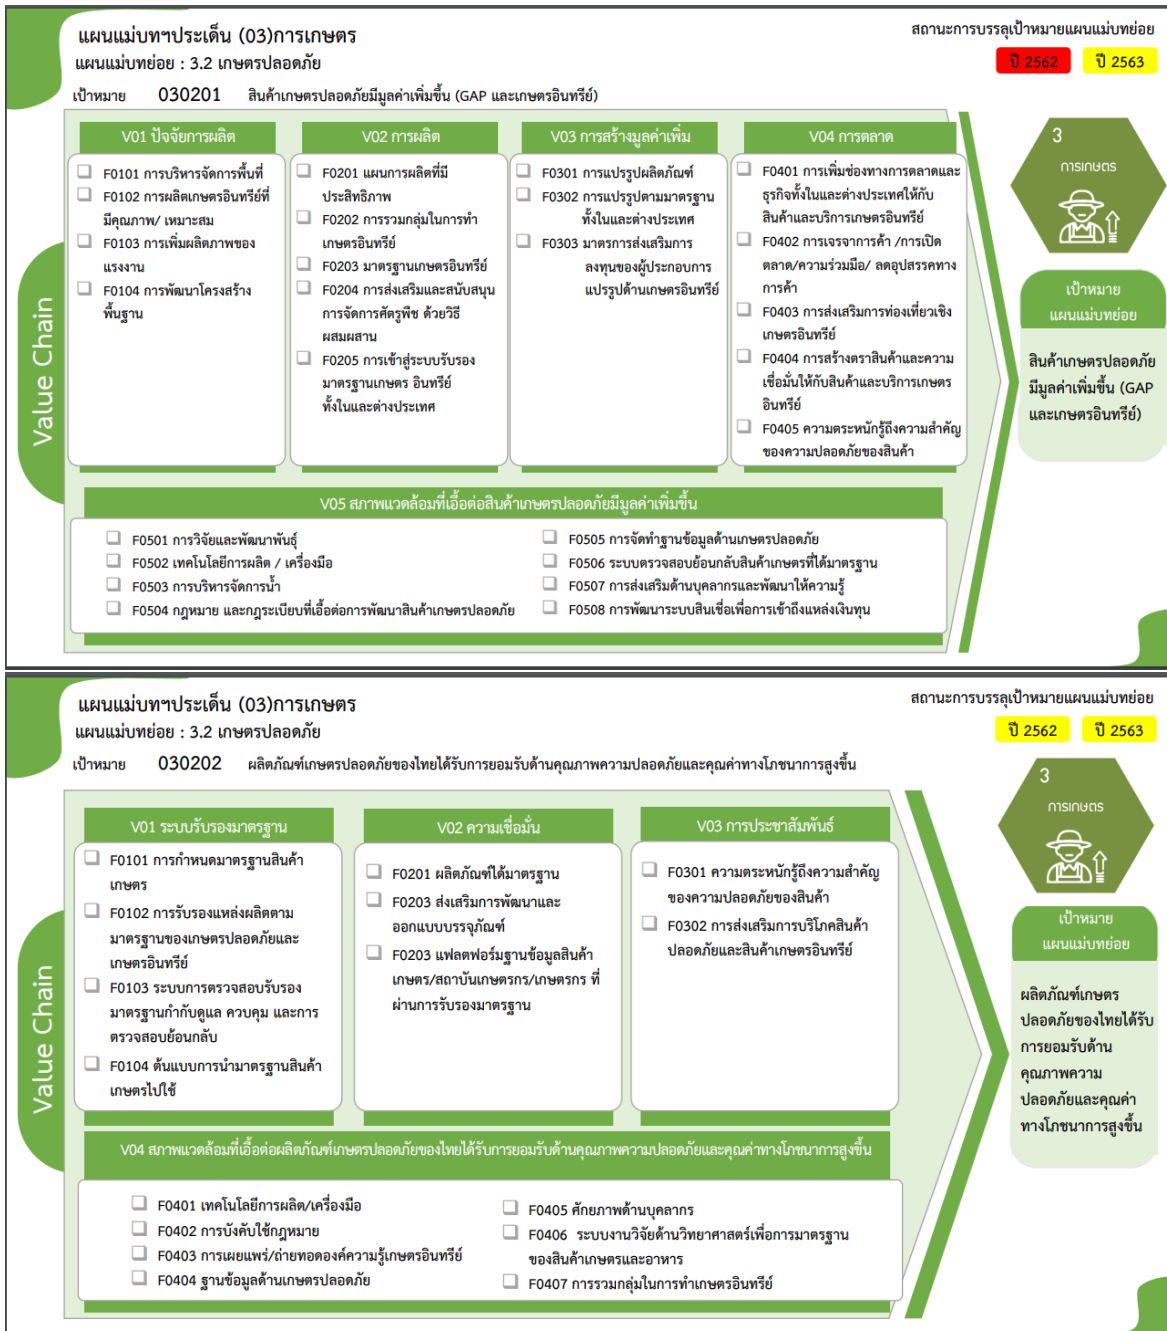 แผนแม่บทฯประเด็น (03)การเกษตร
สถานะการบรรลุเป้าหมายแผนแม่บทย่อย
แผนแม่บทย่อย : 3.2 เกษตรปลอดภัย
ปี 2562
ปี 2563
เป้าหมาย 030201 สินค้าเกษตรปลอดภัยมีมูลค่าเพิ่มขึ้น (GAP และเกษตรอินทรีย์)
Value Chain
V01 ปัจจัยการผลิต
F0101 การบริหารจัดการพื้นที่
F0102 การผลิตเกษตรอินทรีย์ที่
มีคุณภาพ/ เหมาะสม
F0103 การเพิ่มผลิตภาพของ
แรงงาน
F0104 การพัฒนาโครงสร้าง
พื้นฐาน
V02 การผลิต
F0201 แผนการผลิตที่มี
ประสิทธิภาพ
F0202 การรวมกลุ่มในการทำ
เกษตรอินทรีย์
F0203 มาตรฐานเกษตรอินทรีย์
F0204 การส่งเสริมและสนับสนุน
การจัดการศัตรูพืช ด้วยวิธี
ผสมผสาน
F0205 การเข้าสู่ระบบรับรอง
มาตรฐานเกษตร อินทรีย์
ทั้งในและต่างประเทศ
V03 การสร้างมูลค่าเพิ่ม
F0301 การแปรรูปผลิตภัณฑ์
F0302 การแปรรูปตามมาตรฐาน
ทั้งในและต่างประเทศ
F0303 มาตรการส่งเสริมการ
ลงทุนของผู้ประกอบการ
แปรรูปด้านเกษตรอินทรีย์
V04 การตลาด
F0401 การเพิ่มช่องทางการตลาดและ
ธุรกิจทั้งในและต่างประเทศให้กับ
สินค้าและบริการเกษตรอินทรีย์
F0402 การเจรจาการค้า /การเปิด
ตลาด/ความร่วมมือ/ ลดอุปสรรคทาง
การค้า
F0403 การส่งเสริมการท่องเที่ยวเชิง
เกษตรอินทรีย์
F0404 การสร้างตราสินค้าและความ
เชื่อมั่นให้กับสินค้าและบริการเกษตร
อินทรีย์
F0405 ความตระหนักรู้ถึงความสำคัญ
ของความปลอดภัยของสินค้า
3
การเกษตร
เป้าหมาย
แผนแม่บทย่อย
สินค้าเกษตรปลอดภัย
มีมูลค่าเพิ่มขึ้น (GAP
และเกษตรอินทรีย์)
V05 สภาพแวดล้อมที่เอื้อต่อสินค้าเกษตรปลอดภัยมีมูลค่าเพิ่มขึ้น
F0501 การวิจัยและพัฒนาพันธุ์
F0502 เทคโนโลยีการผลิต / เครื่องมือ
F0503 การบริหารจัดการน้ำ
F0504 กฎหมาย และกฎระเบียบที่เอื้อต่อการพัฒนาสินค้าเกษตรปลอดภัย
F0505 การจัดทำฐานข้อมูลด้านเกษตรปลอดภัย
F0506 ระบบตรวจสอบย้อนกลับสินค้าเกษตรที่ได้มาตรฐาน
F0507 การส่งเสริมด้านบุคลากรและพัฒนาให้ความรู้
F0508 การพัฒนาระบบสินเชื่อเพื่อการเข้าถึงแหล่งเงินทุน
แผนแม่บทฯประเด็น (03)การเกษตร
สถานะการบรรลุเป้าหมายแผนแม่บทย่อย
แผนแม่บทย่อย : 3.2 เกษตรปลอดภัย
ปี 2562
ปี 2563
เป้าหมาย 030202 ผลิตภัณฑ์เกษตรปลอดภัยของไทยได้รับการยอมรับด้านคุณภาพความปลอดภัยและคุณค่าทางโภชนาการสูงขึ้น
Value Chain
V01 ระบบรับรองมาตรฐาน
F0101 การกำหนดมาตรฐานสินค้า
เกษตร
F0102 การรับรองแหล่งผลิตตาม
มาตรฐานของเกษตรปลอดภัยและ
เกษตรอินทรีย์
F0103 ระบบการตรวจสอบรับรอง
มาตรฐานกำกับดูแล ควบคุม และการ
ตรวจสอบย้อนกลับ
F0104 ต้นแบบการนำมาตรฐานสินค้า
เกษตรไปใช้
V02 ความเชื่อมั่น
F0201 ผลิตภัณฑ์ได้มาตรฐาน
F0203 ส่งเสริมการพัฒนาและ
ออกแบบบรรจุภัณฑ์
F0203 แฟลตฟอร์มฐานข้อมูลสินค้า
เกษตร/สถาบันเกษตรกร/เกษตรกร ที่
ผ่านการรับรองมาตรฐาน
V03 การประชาสัมพันธ์
F0301 ความตระหนักรู้ถึงความสำคัญ
ของความปลอดภัยของสินค้า
F0302 การส่งเสริมการบริโภคสินค้า
ปลอดภัยและสินค้าเกษตรอินทรีย์
3
การเกษตร
เป้าหมาย
แผนแม่บทย่อย
ผลิตภัณฑ์เกษตร
ปลอดภัยของไทยได้รับ
การยอมรับด้าน
คุณภาพความ
ปลอดภัยและคุณค่า
ทางโภชนาการสูงขึ้น
V04 สภาพแวดล้อมที่เอื้อต่อผลิตภัณฑ์เกษตรปลอดภัยของไทยได้รับการยอมรับด้านคุณภาพความปลอดภัยและคุณค่าทางโภชนาการสูงขึ้น
F0401 เทคโนโลยีการผลิต/เครื่องมือ
F0402 การบังคับใช้กฎหมาย
F0403 การเผยแพร่/ถ่ายทอดองค์ความรู้เกษตรอินทรีย์
F0404 ฐานข้อมูลด้านเกษตรปลอดภัย
F0405 ศักยภาพด้านบุคลากร
F0406 ระบบงานวิจัยด้านวิทยาศาสตร์เพื่อการมาตรฐาน
ของสินค้าเกษตรและอาหาร
F0407 การรวมกลุ่มในการทำเกษตรอินทรีย์